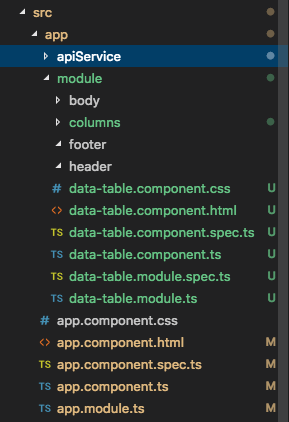 src
app
apiService
module
body
columns
footer
header
# data-table.component.css U
<> data-table.component.html U
TS data-table.component.spec.ts U
TS data-table.component.ts U
TS data-table.module.spec.ts U
TS data-table.module.ts U
# app.component.css
<> app.component.html M
TS app.component.spec.ts M
TS app.component.ts M
TS app.module.ts M